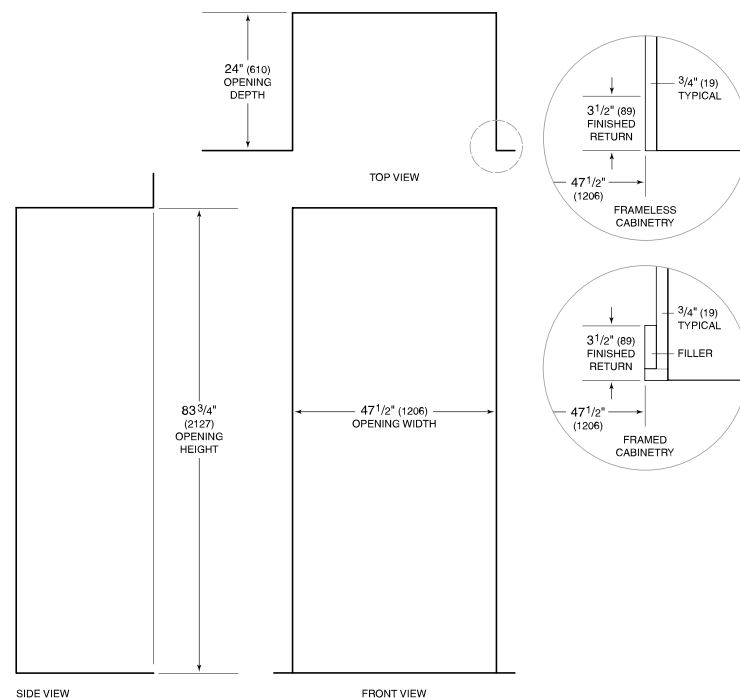 24" (610)
OPENING
DEPTH
TOP VIEW
3/4" (19)
TYPICAL
3 1/2" (89)
FINISHED
RETURN
47 1/2"
(1206)
FRAMELESS
CABINETRY
3/4" (19)
TYPICAL
3 1/2" (89)
FINISHED
RETURN
FILLER
47 1/2"
(1206)
FRAMED
CABINETRY
83 3/4"
(2127)
OPENING
HEIGHT
47 1/2" (1206)
OPENING WIDTH
SIDE VIEW
FRONT VIEW